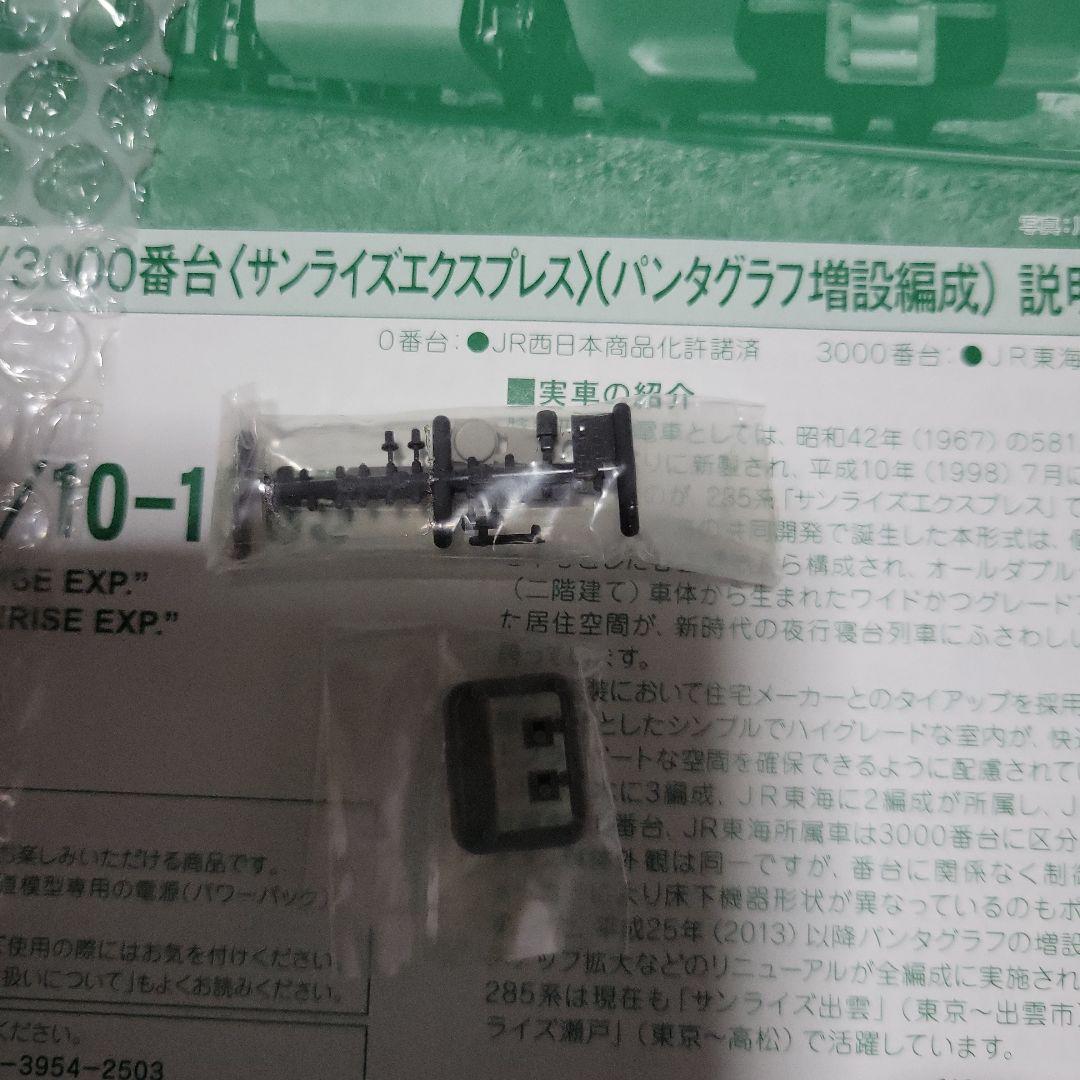 写真:J
/3000番台〈サンライズエクスプレス〉(パンタグラフ増設編成) 説明
0番台:●JR西日本商品化許諾済 3000番台:●JR東海
■実車の紹介
電車としては、昭和42年(1967)の581
りに新製され、平成10年(1998)7月に
のが 285系「サンライズエクスプレス」で
共同開発で誕生した本形式は、
ら構成され、オールダブル
(二階建て)車体から生まれたワイドかつグレード
た居住空間が、新時代の夜行寝台列車にふさわし
ます。
製において住宅メーカーとのタイアップを採用
としたシンプルでハイグレードな室内が、快
ートな空間を確保できるように配慮されて
に3編成、JR東海に2編成が所属し、J
番台、JR東海所属車は3000番台に区分
外観は同一ですが、番台に関係なく制
より床下機器形状が異なっているのもポ
平成25年(2013)以降パンタグラフの増設
ップ拡大などのリニューアルが全編成に実施され
285系は現在も「サンライズ出雲」(東京〜出雲市
ライズ瀬戸」(東京〜高松)で活躍しています。
/10-1
SE EXP."
RISE EXP."
お楽しみいただける商品です。
道模型専用の電源(パワーパック)
ご使用の際にはお気を付けください
扱いについて」もよくお読みください。
ください。
-3954-2503